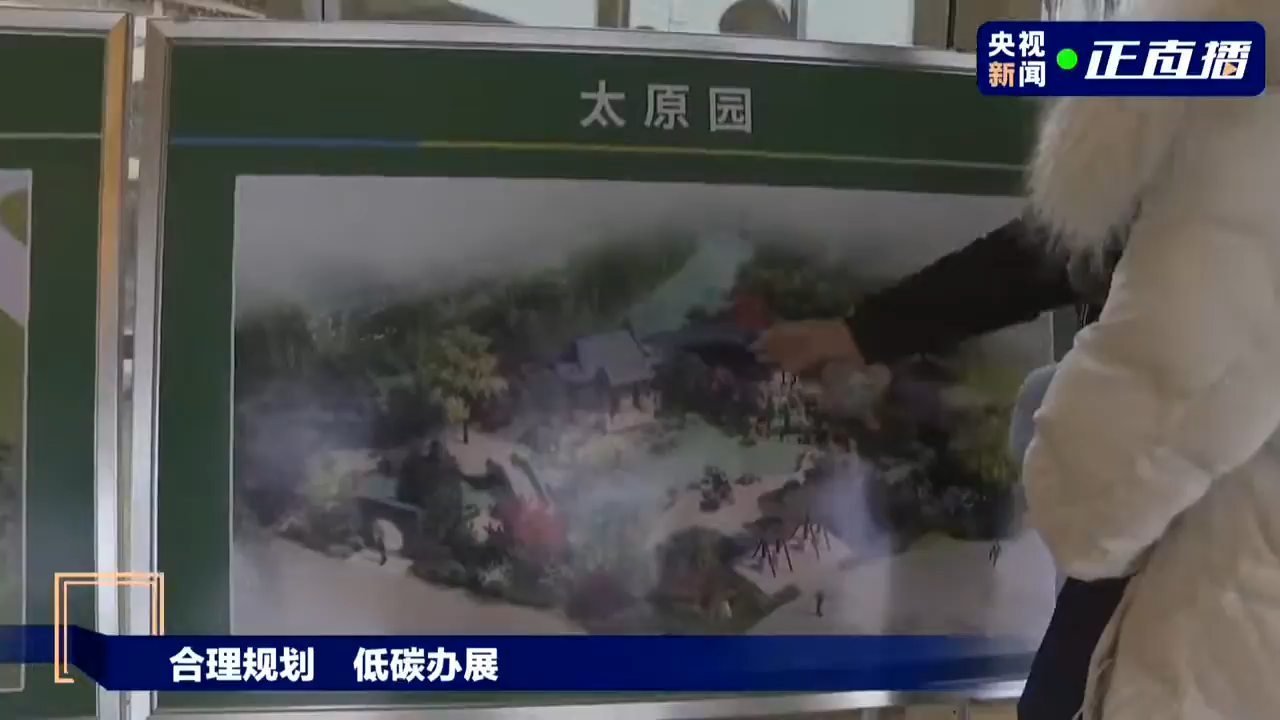 央视
新闻 正直播
太原园
合理规划 低碳办展